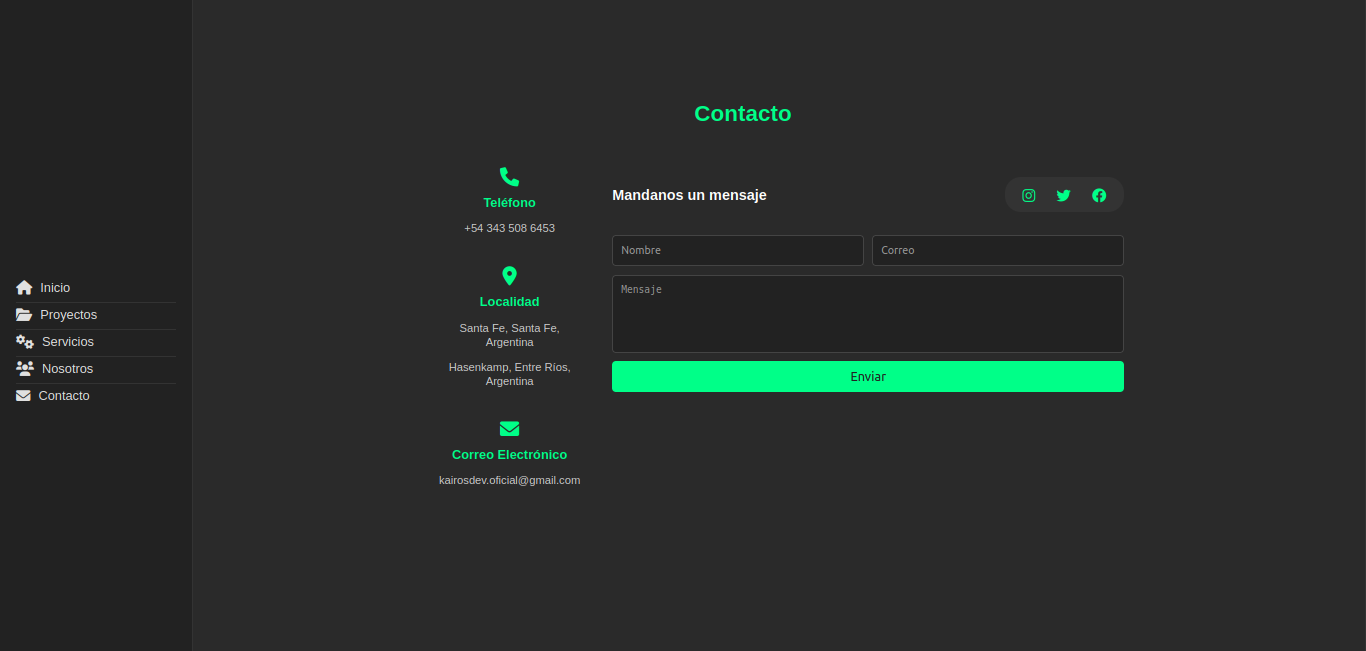 Inicio
Proyectos
Servicios
Nosotros
Contacto
Contacto
Teléfono
+54 343 508 6453
Localidad
Santa Fe, Santa Fe,
Argentina
Hasenkamp, Entre Ríos,
Argentina
Correo Electrónico
kairosdev.oficial@gmail.com
Mandanos un mensaje
Nombre
Correo
Mensaje
Enviar